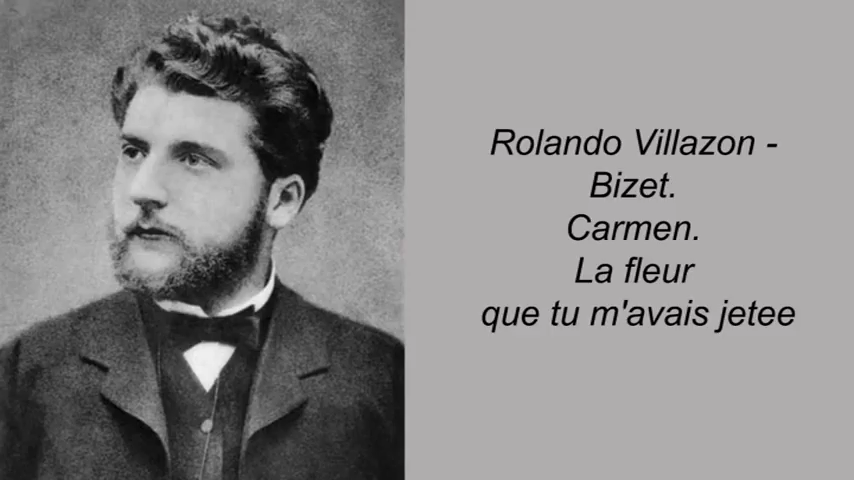 Rolando Villazon -
Bizet.
Carmen.
La fleur
que tu m'avais jetee